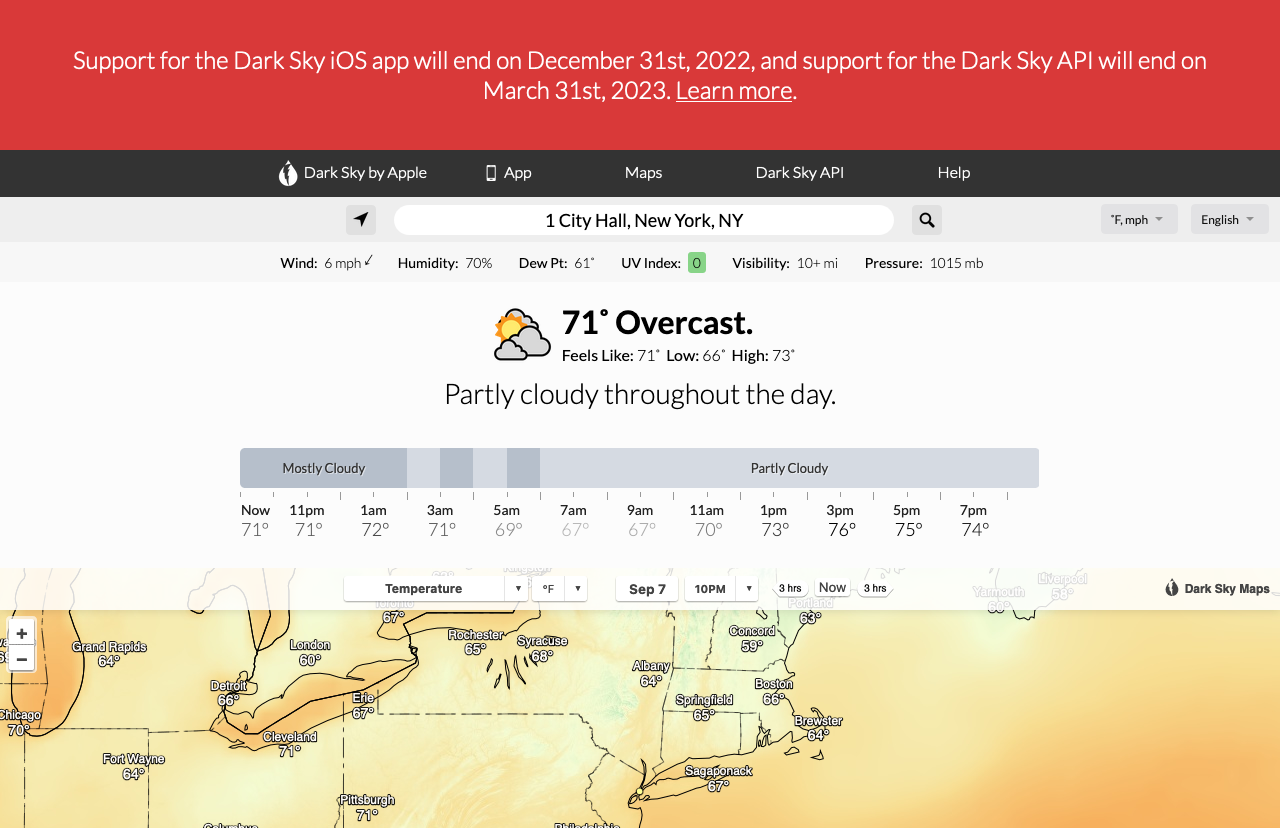 Support for the Dark Sky iOS app will end on December 31st, 2022, and support for the Dark Sky API will end on
March 31st, 2023. Learn more.
Dark Sky by Apple App Maps Dark Sky API Help
1 City Hall, New York, NY
˚F, mph English
Wind: 6 mph Humidity: 70% Dew Pt: 61˚ UV Index: 0 Visibility: 10+ mi Pressure: 1015 mb
71˚ Overcast.
Feels Like: 71˚ Low: 66˚ High: 73˚
Partly cloudy throughout the day.
Mostly Cloudy Partly Cloudy
Now 11pm 1am 3am 5am 7am 9am 11am 1pm 3pm 5pm 7pm
71° 71° 72° 71° 69° 67° 67° 70° 73° 76° 75° 74°
Temperature °F Sep 7 10PM 3 hrs Now 3 hrs
Dark Sky Maps
Liverpool
58°
Yarmouth
66°
Toronto
67°
Portland
63°
+
−
Grand Rapids
64°
London
60°
Rochester
65°
Syracuse
68°
Concord
59°
Albany
64°
Detroit
66°
Erie
67°
Springfield
65°
Boston
66°
Chicago
70°
Brewster
64°
Cleveland
71°
Fort Wayne
64°
Sagaponack
67°
Pittsburgh
71°
Columbus
Philadelphia